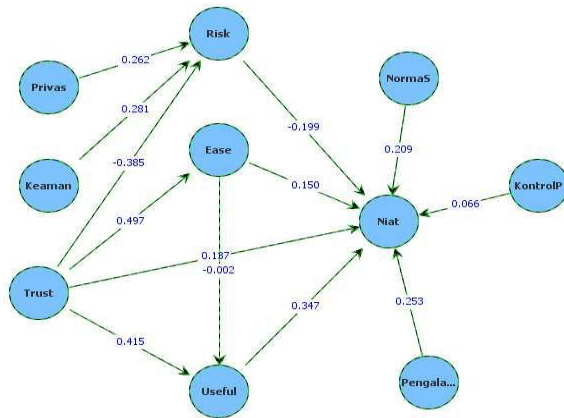 Risk
0.262
NormaS
Privas
0.281
-0.199
Ease
-0.385
0.209
Keaman
0.150
KontrolP
0.066
0.497
Niat
0.187
-0.002
Trust
0.347
0.253
0.415
Useful
Pengala...